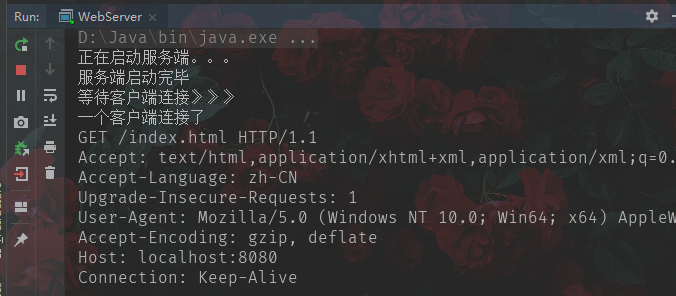 Run: WebServer
D:\Java\bin\java.exe ...
正在启动服务端。。。
服务端启动完毕
等待客户端连接》》》
一个客户端连接了
GET /index.html HTTP/1.1
Accept: text/html,application/xhtml+xml,application/xml;q=0.
Accept-Language: zh-CN
Upgrade-Insecure-Requests: 1
User-Agent: Mozilla/5.0 (Windows NT 10.0; Win64; x64) AppleW
Accept-Encoding: gzip, deflate
Host: localhost:8080
Connection: Keep-Alive